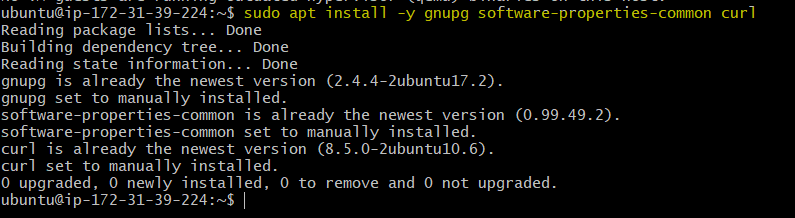 ubuntu@ip-172-31-39-224:~$ sudo apt install -y gnupg software-properties-common curl
Reading package lists... Done
Building dependency tree... Done
Reading state information... Done
gnupg is already the newest version (2.4.4-2ubuntu17.2).
gnupg set to manually installed.
software-properties-common is already the newest version (0.99.49.2).
software-properties-common set to manually installed.
curl is already the newest version (8.5.0-2ubuntu10.6).
curl set to manually installed.
0 upgraded, 0 newly installed, 0 to remove and 0 not upgraded.
ubuntu@ip-172-31-39-224:~$